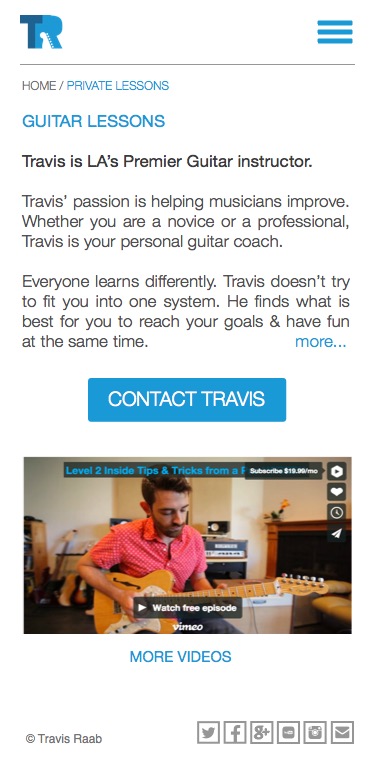 TR
HOME / PRIVATE LESSONS
GUITAR LESSONS
Travis is LA's Premier Guitar instructor.
Travis' passion is helping musicians improve.
Whether you are a novice or a professional,
Travis is your personal guitar coach.
Everyone learns differently. Travis doesn't try
to fit you into one system. He finds what is
best for you to reach your goals & have fun
at the same time. more...
CONTACT TRAVIS
Level 2 Inside Tips & Tricks from a Subscribe $19.99/mo
Watch free episode
vimeo
MORE VIDEOS
© Travis Raab